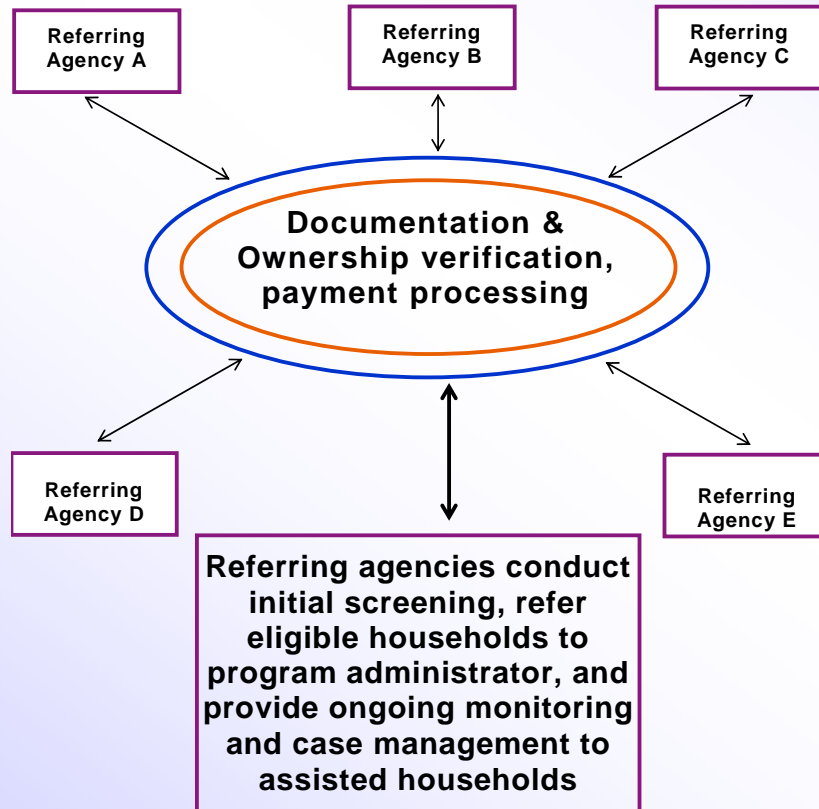 Referring
Agency A
Referring
Agency B
Referring
Agency C
Documentation &
Ownership verification,
payment processing
Referring
Agency D
Referring
Agency E
Referring agencies conduct
initial screening, refer
eligible households to
program administrator, and
provide ongoing monitoring
and case management to
assisted households